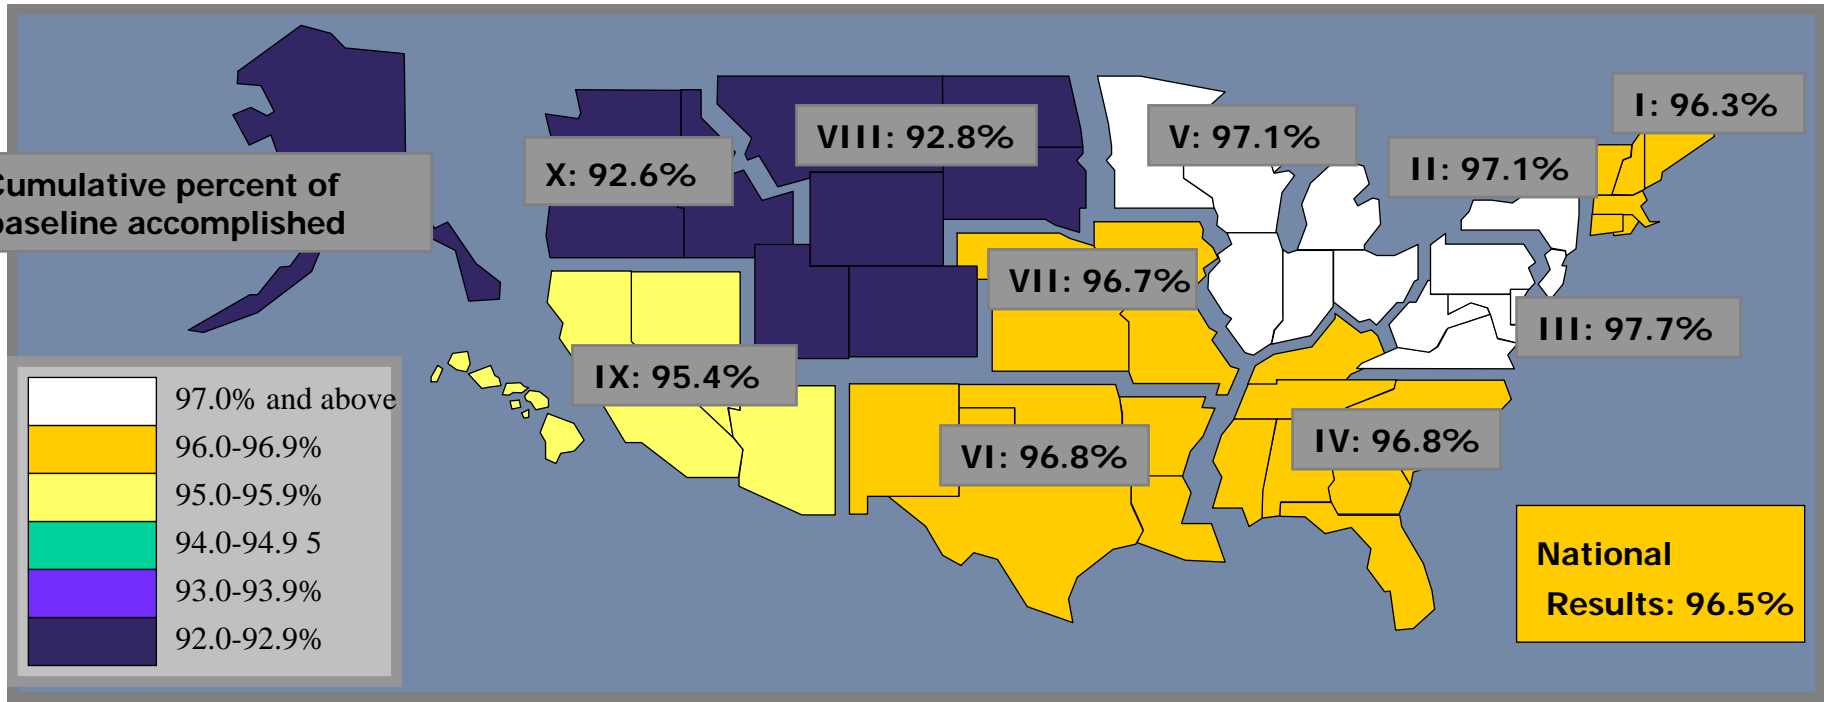 I: 96.3%
VIII: 92.8%
V: 97.1%
II: 97.1%
X: 92.6%
Cumulative percent of
baseline accomplished
VII: 96.7%
III: 97.7%
IX: 95.4%
97.0% and above
96.0-96.9%
95.0-95.9%
94.0-94.9 5
93.0-93.9%
92.0-92.9%
VI: 96.8%
IV: 96.8%
National
Results: 96.5%